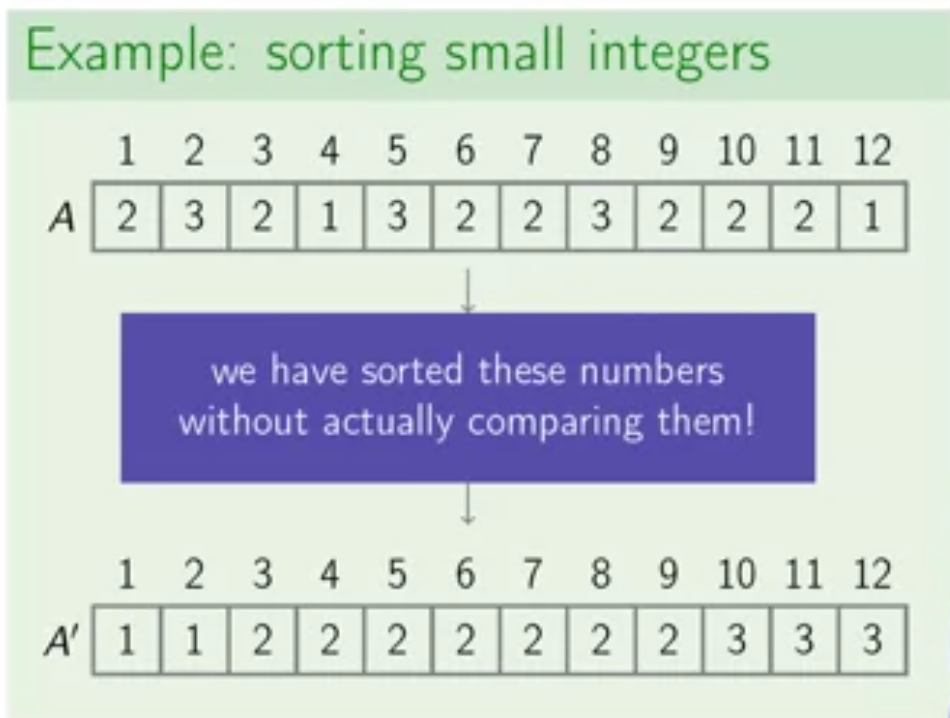 Example: sorting small integers
1 2 3 4 5 6 7 8 9 10 11 12
A 2 3 2 1 3 2 2 3 2 2 2 1
we have sorted these numbers
without actually comparing them!
1 2 3 4 5 6 7 8 9 10 11 12
A′ 1 1 2 2 2 2 2 2 2 3 3 3